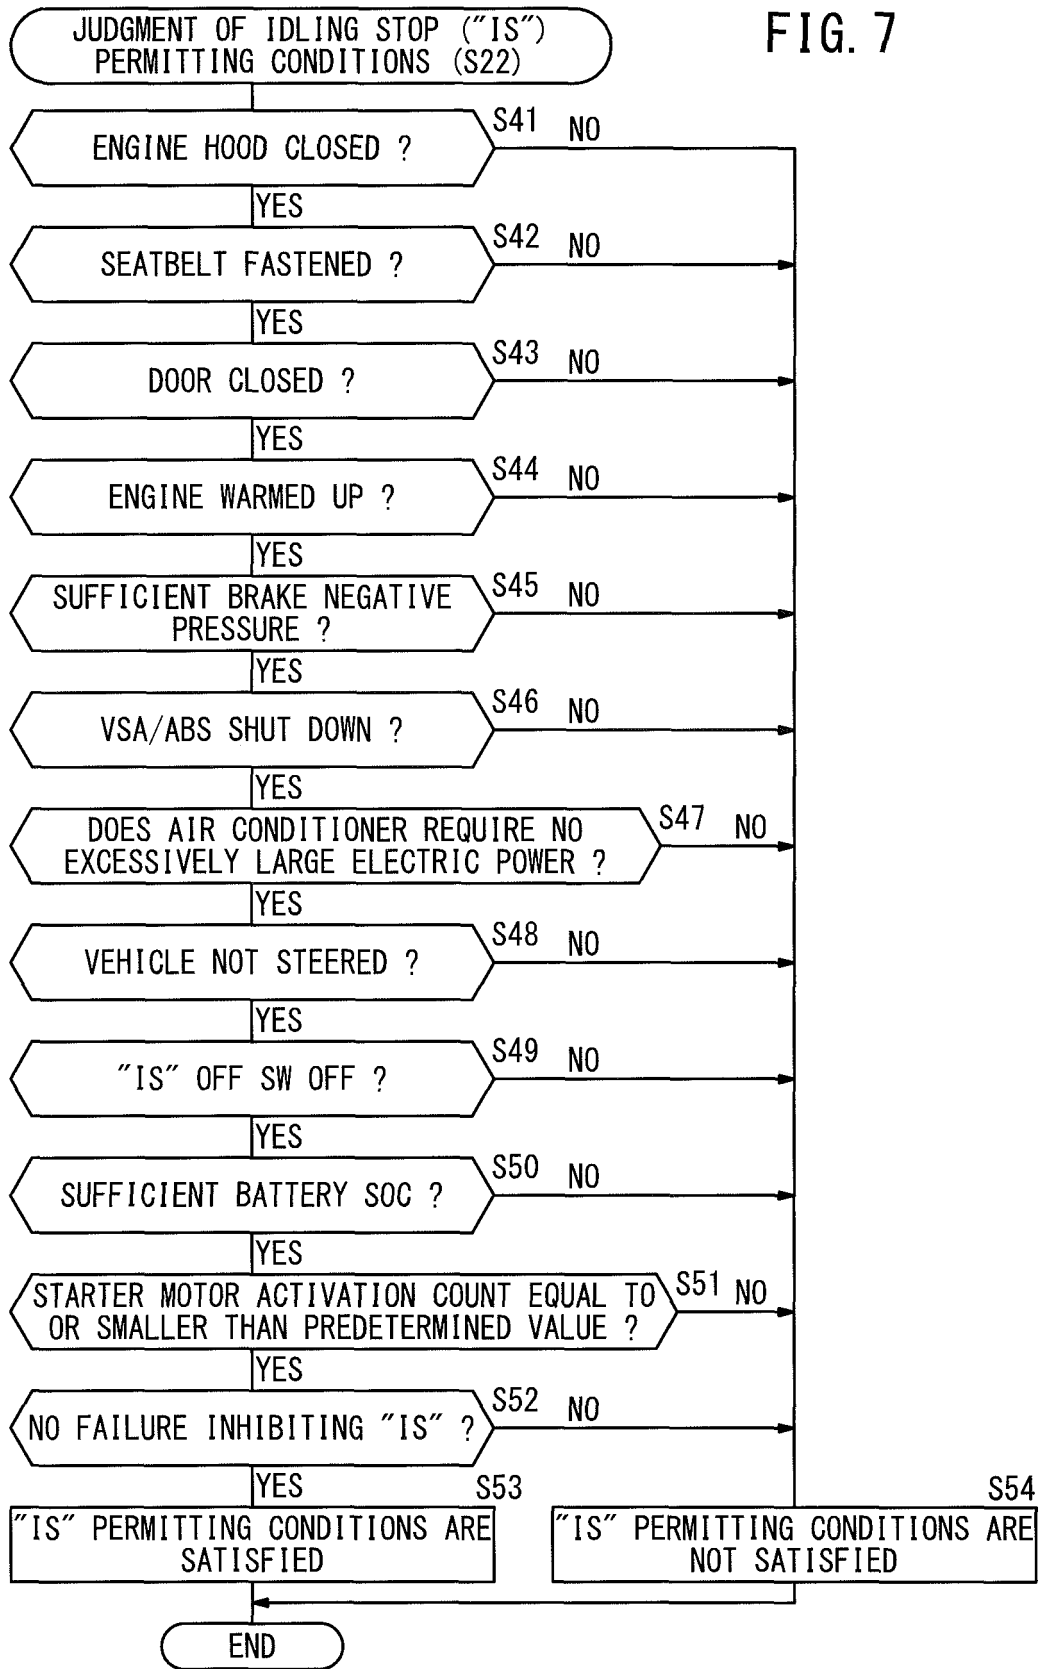 FIG. 7
JUDGMENT OF IDLING STOP ("IS")
PERMITTING CONDITIONS (S22)
S41
NO
ENGINE HOOD CLOSED ?
YES
S42
NO
SEATBELT FASTENED ?
YES
S43
NO
DOOR CLOSED ?
YES
S44
NO
ENGINE WARMED UP ?
YES
S45
NO
SUFFICIENT BRAKE NEGATIVE
PRESSURE ?
YES
S46
NO
VSA/ABS SHUT DOWN ?
YES
S47
NO
DOES AIR CONDITIONER REQUIRE NO
EXCESSIVELY LARGE ELECTRIC POWER ?
YES
S48
NO
VEHICLE NOT STEERED ?
YES
S49
NO
"IS" OFF SW OFF ?
YES
S50
NO
SUFFICIENT BATTERY SOC ?
YES
S51
NO
STARTER MOTOR ACTIVATION COUNT EQUAL TO
OR SMALLER THAN PREDETERMINED VALUE ?
YES
S52
NO
NO FAILURE INHIBITING "IS" ?
YES
S53
"IS" PERMITTING CONDITIONS ARE
SATISFIED
S54
"IS" PERMITTING CONDITIONS ARE
NOT SATISFIED
END